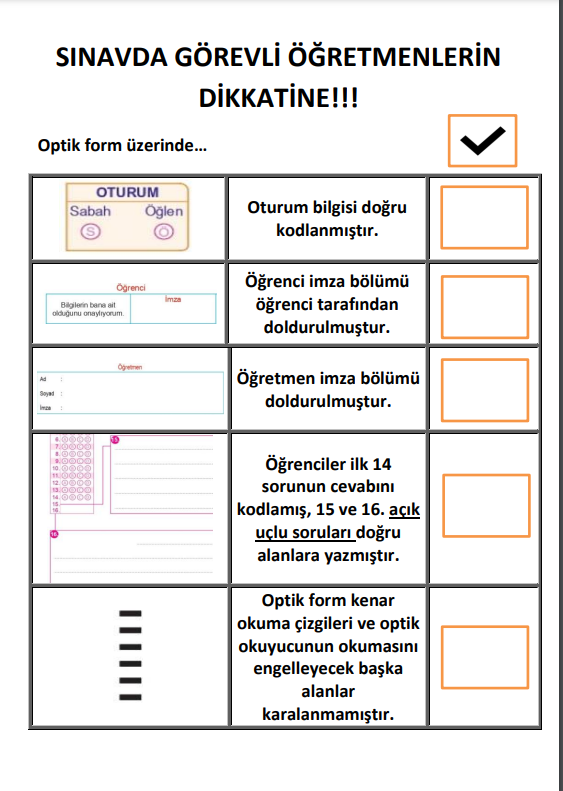 SINAVDA GÖREVLİ ÖĞRETMENLERİN
DİKKATİNE!!!
Optik form üzerinde...
OTURUM
Sabah Öğlen
S O
Oturum bilgisi doğru
kodlanmıştır.
Öğrenci
Bilgilerin bana ait
olduğunu onaylıyorum.
İmza
Öğrenci imza bölümü
öğrenci tarafından
doldurulmuştur.
Öğretmen
Ad :
Soyad :
İmza :
Öğretmen imza bölümü
doldurulmuştur.
6. A B C D
7. A B C D
8. A B C D
9. A B C D
10. A B C D
11. A B C D
12. A B C D
13. A B C D
14. A B C D
15.
16.
15.
16.
Öğrenciler ilk 14
sorunun cevabını
kodlamış, 15 ve 16. açık
uçlu soruları doğru
alanlara yazmıştır.
Optik form kenar
okuma çizgileri ve optik
okuyucunun okumasını
engelleyecek başka
alanlar
karalanmamıştır.